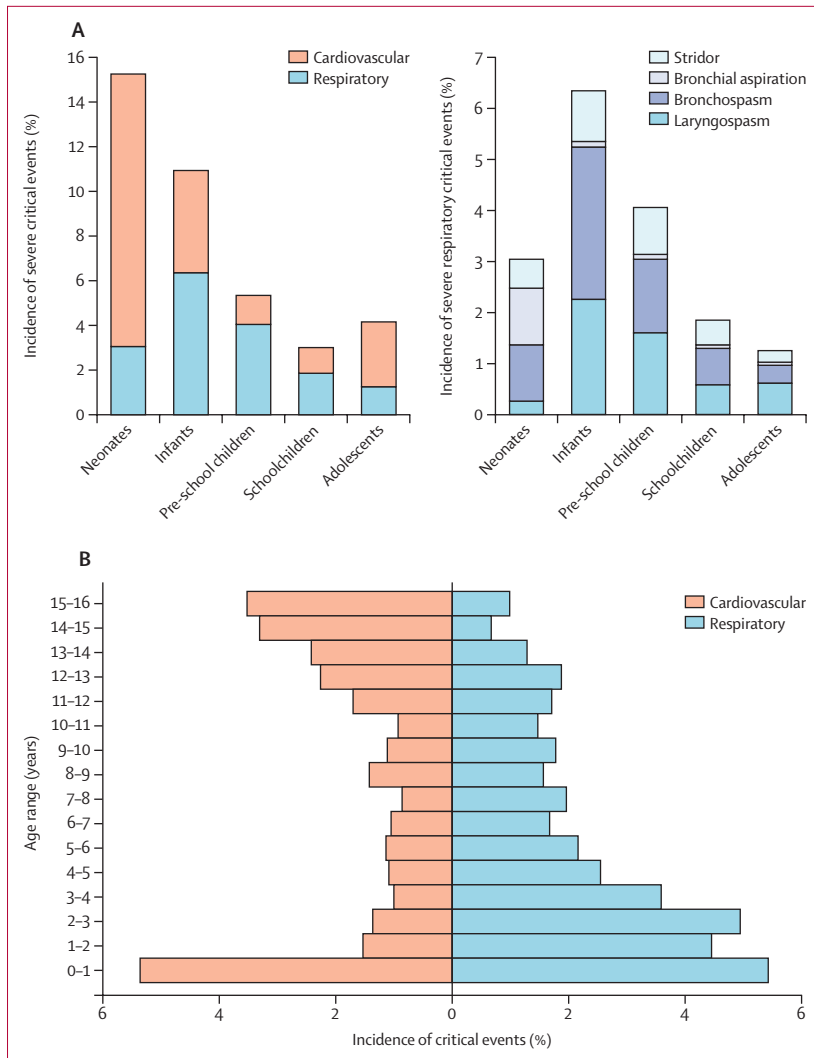 A
Incidence of severe critical events (%)
16
14
12
10
8
6
4
2
0
Cardiovascular
Respiratory
Neonates
Infants
Pre-school children
Schoolchildren
Adolescents
Incidence of severe respiratory critical events (%)
7
6
5
4
3
2
1
0
Stridor
Bronchial aspiration
Bronchospasm
Laryngospasm
Neonates
Infants
Pre-school children
Schoolchildren
Adolescents
B
Age range (years)
15–16
14–15
13–14
12–13
11–12
10–11
9–10
8–9
7–8
6–7
5–6
4–5
3–4
2–3
1–2
0–1
Cardiovascular
Respiratory
6 4 2 0 2 4 6
Incidence of critical events (%)